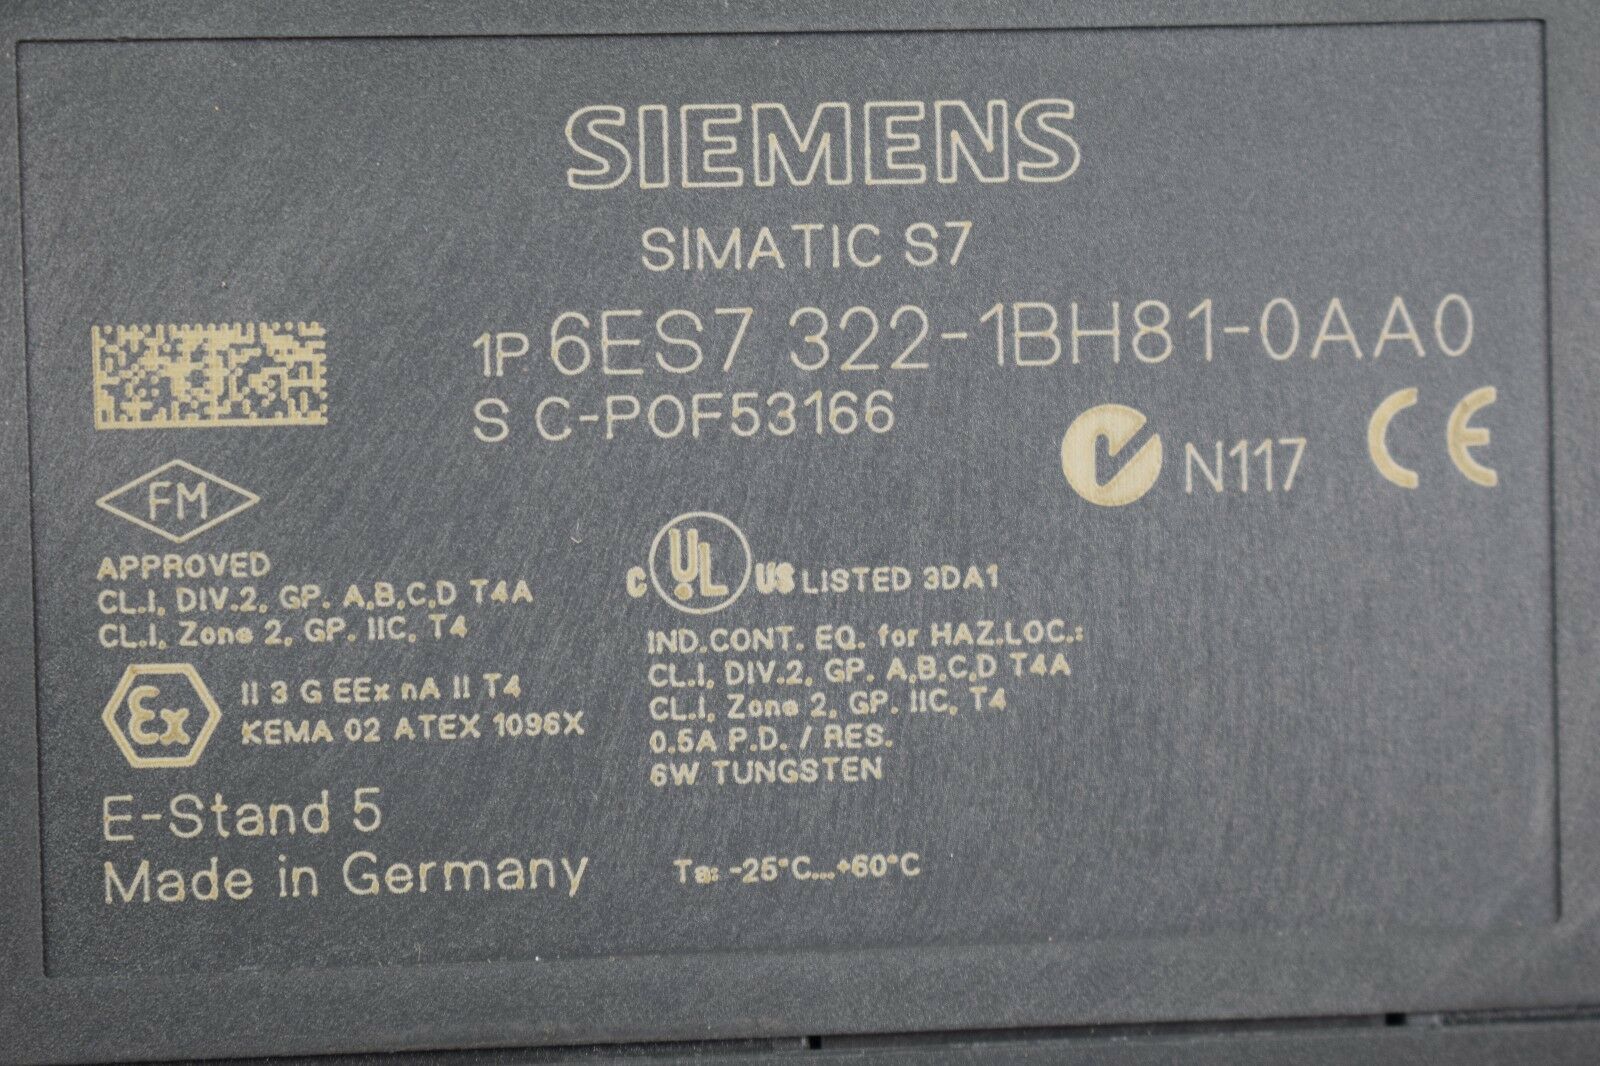 SIEMENS
SIMATIC S7
1P 6ES7 322-1BH81-0AA0
S C-P0F53166
N117 CE
FM
APPROVED
CL.I, DIV.2, GP. A,B,C,D T4A
CL.I, Zone 2, GP. IIC, T4
Ex II 3 G EEx nA II T4
KEMA 02 ATEX 1096X
E-Stand 5
Made in Germany
c UL US LISTED 3DA1
IND.CONT. EQ. for HAZ.LOC.:
CL.I, DIV.2, GP. A,B,C,D T4A
CL.I, Zone 2, GP. IIC, T4
0.5A P.D. / RES.
6W TUNGSTEN
Ta: -25°C...+60°C